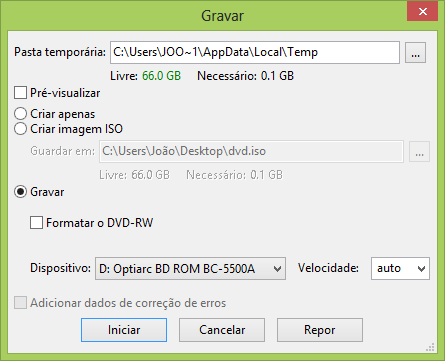 Gravar
Pasta temporária: C:\Users\JOO~1\AppData\Local\Temp ...
Livre: 66.0 GB Necessário: 0.1 GB
Pré-visualizar
Criar apenas
Criar imagem ISO
Guardar em: C:\Users\João\Desktop\dvd.iso ...
Livre: 66.0 GB Necessário: 0.1 GB
Gravar
Formatar o DVD-RW
Dispositivo: D: Optiarc BD ROM BC-5500A Velocidade: auto
Adicionar dados de correção de erros
Iniciar Cancelar Repor